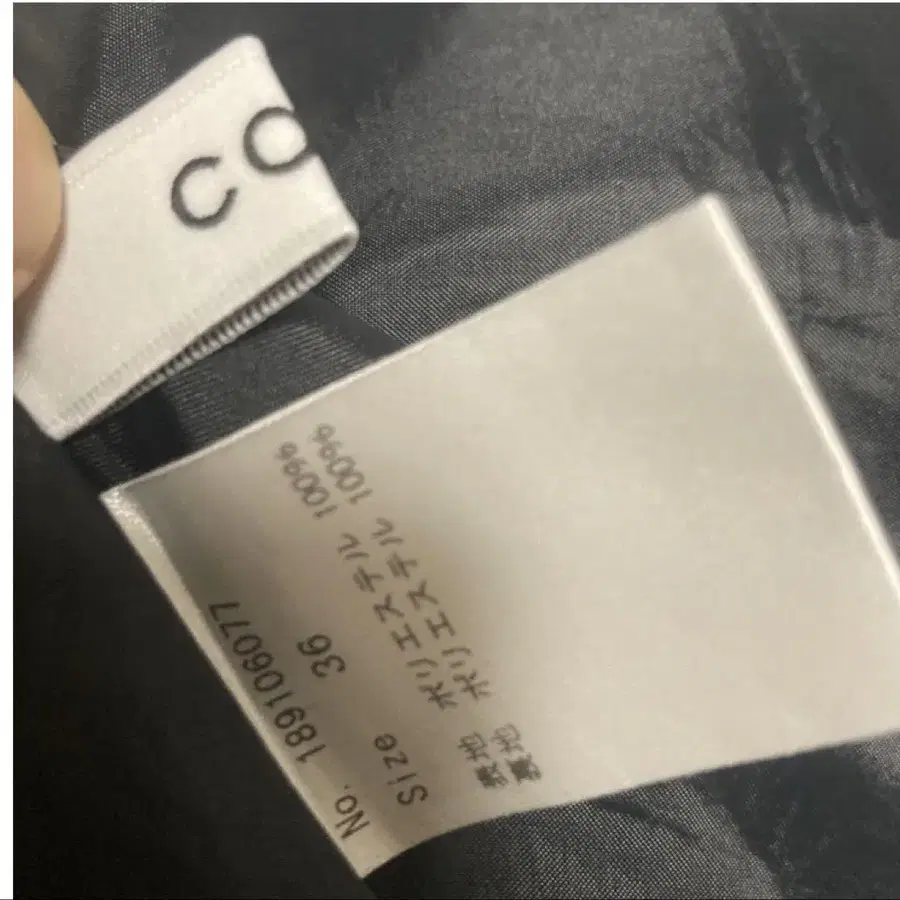 CO
No. 189106077
Size 36
表地 ポリエステル 100%
裏地 ポリエステル 100%